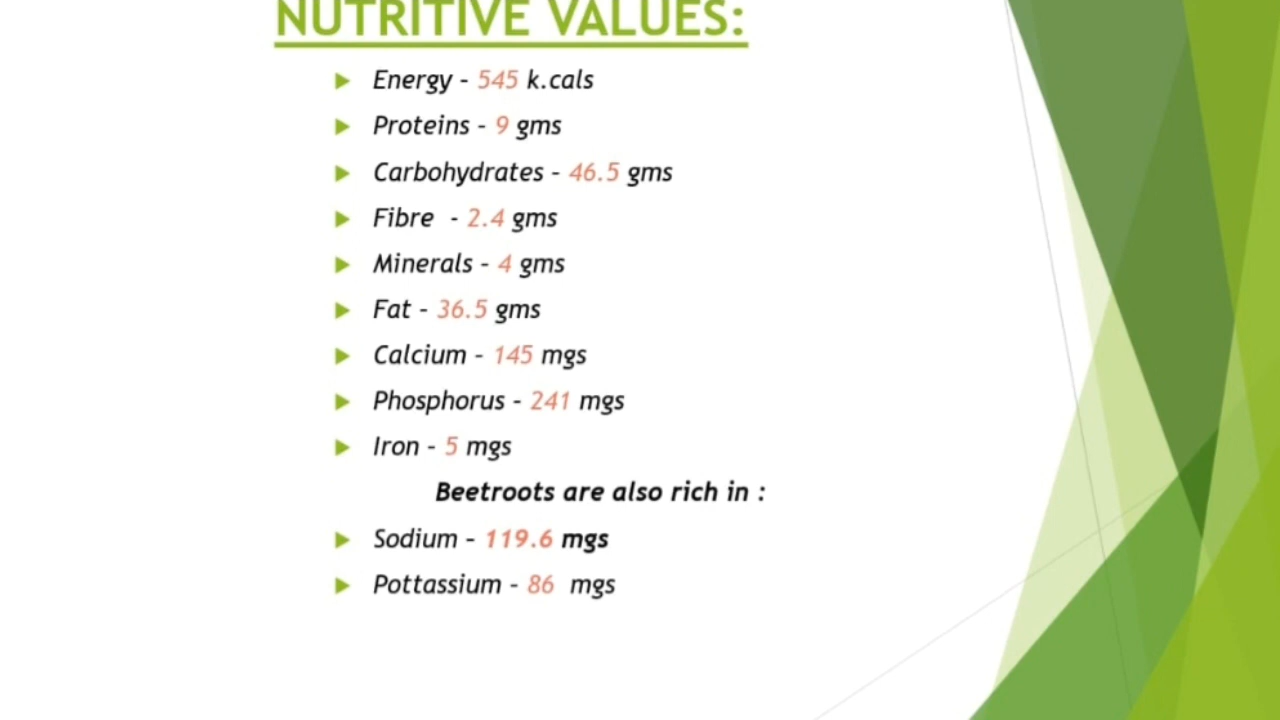 NUTRITIVE VALUES:
Energy - 545 k.cals
Proteins - 9 gms
Carbohydrates - 46.5 gms
Fibre - 2.4 gms
Minerals - 4 gms
Fat - 36.5 gms
Calcium - 145 mgs
Phosphorus - 241 mgs
Iron - 5 mgs
Beetroots are also rich in :
Sodium - 119.6 mgs
Pottassium - 86 mgs